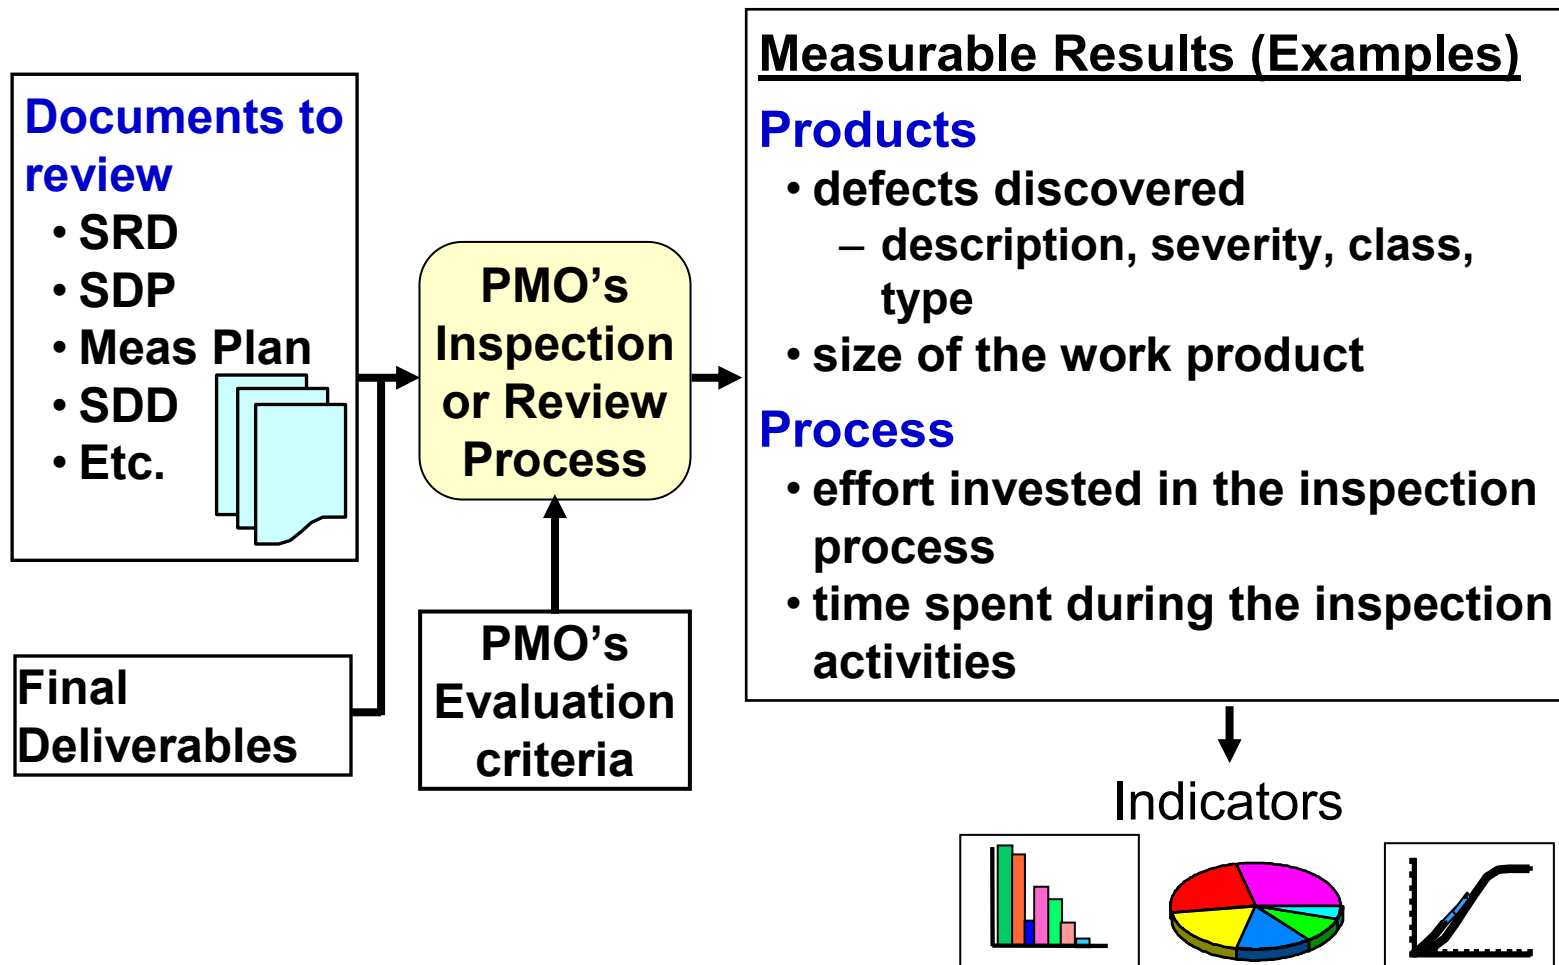 Documents to
review
• SRD
• SDP
• Meas Plan
• SDD
• Etc.
Final
Deliverables
PMO’s
Inspection
or Review
Process
PMO’s
Evaluation
criteria
Measurable Results (Examples)
Products
• defects discovered
– description, severity, class,
type
• size of the work product
Process
• effort invested in the inspection
process
• time spent during the inspection
activities
Indicators